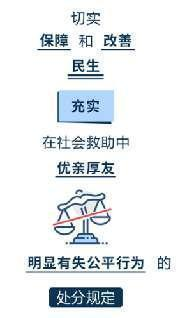 切实
保障 和 改善
民生
充实
在社会救助中
优亲厚友
明显有失公平行为 的
处分规定